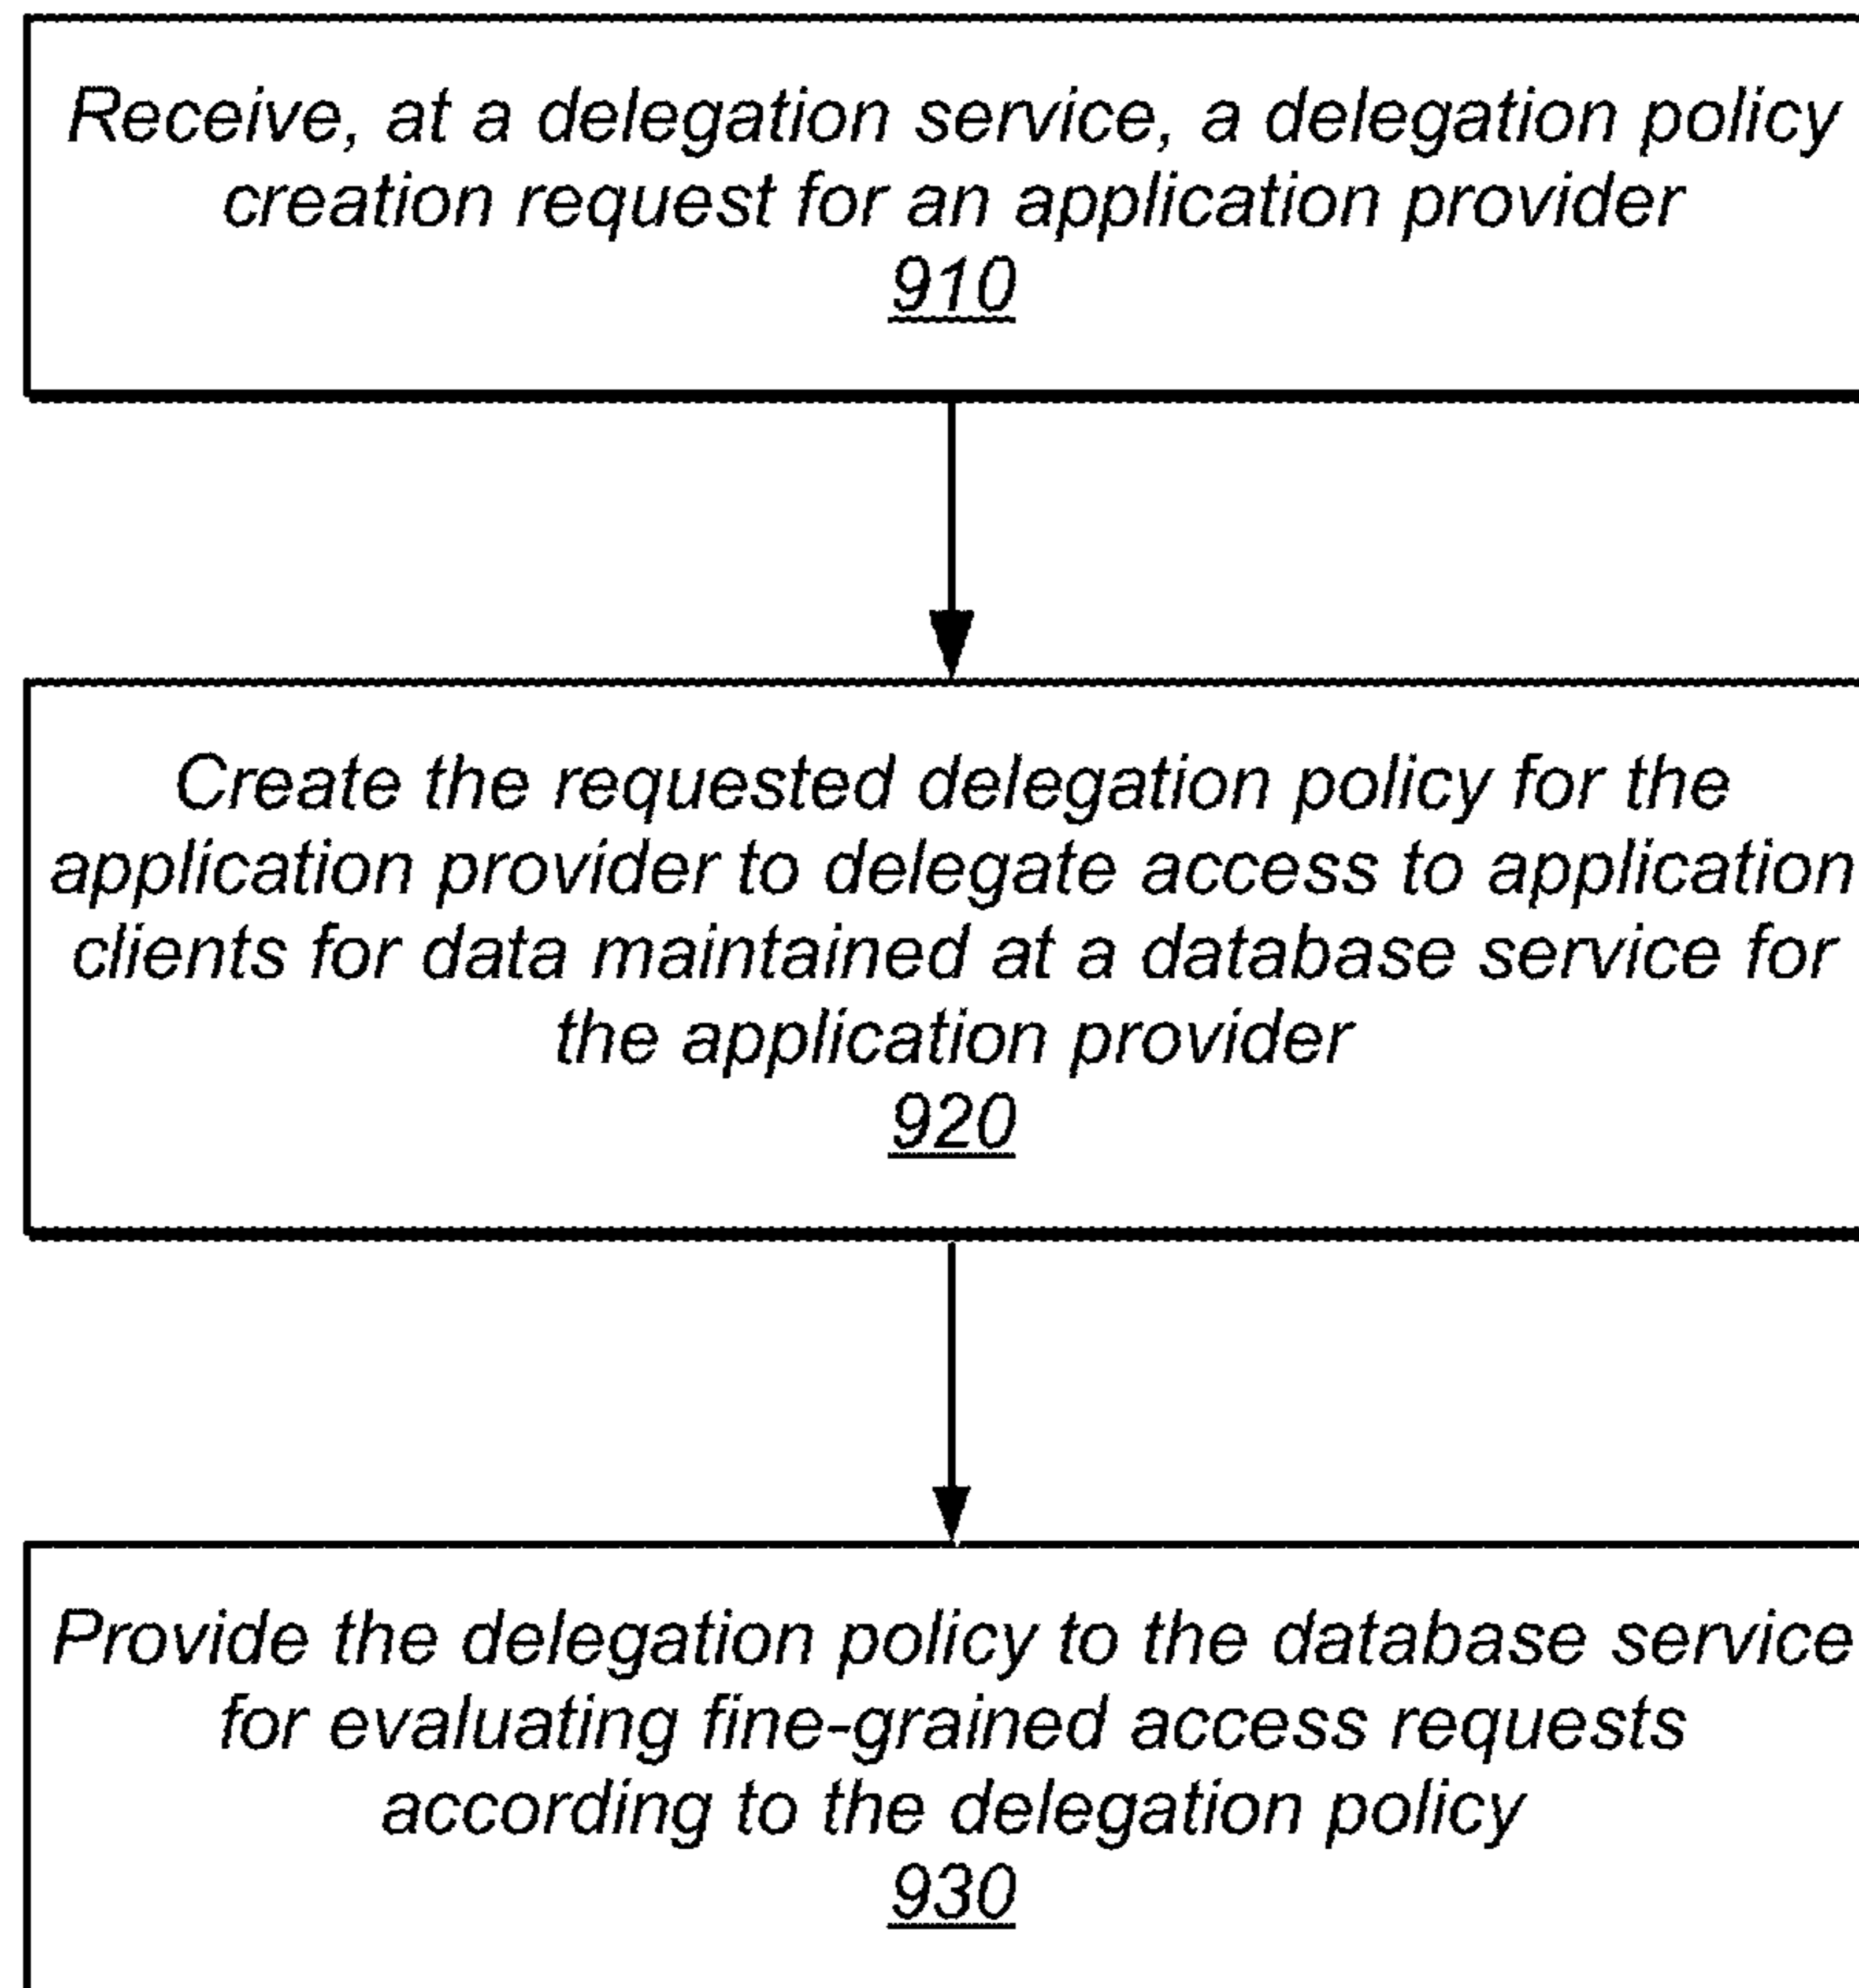 Receive, at a delegation service, a delegation policy
creation request for an application provider
910
Create the requested delegation policy for the
application provider to delegate access to application
clients for data maintained at a database service for
the application provider
920
Provide the delegation policy to the database service
for evaluating fine-grained access requests
according to the delegation policy
930